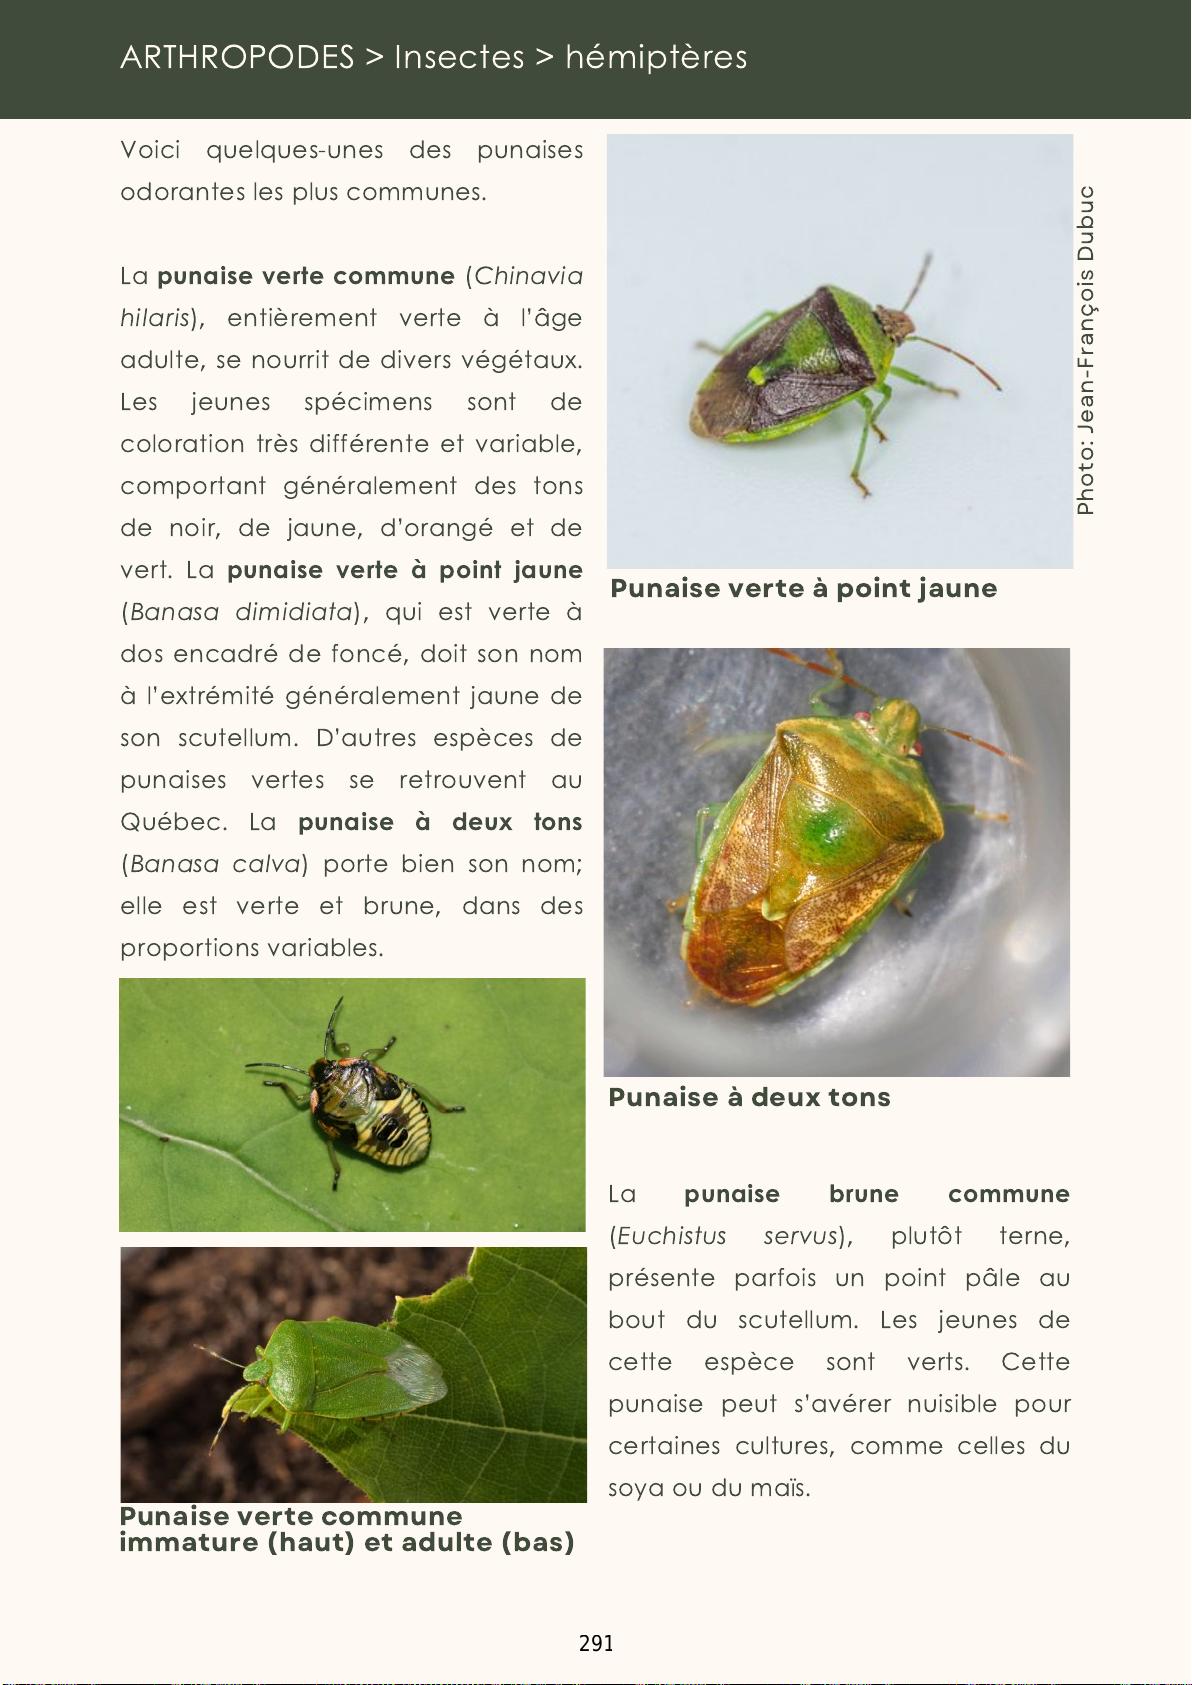 ARTHROPODES > Insectes > hémiptères
Voici quelques-unes des punaises
odorantes les plus communes.
La punaise verte commune (Chinavia
hilaris), entièrement verte à l'âge
adulte, se nourrit de divers végétaux.
Les jeunes spécimens sont de
coloration très différente et variable,
comportant généralement des tons
de noir, de jaune, d'orangé et de
vert. La punaise verte à point jaune
(Banasa dimidiata), qui est verte à
dos encadré de foncé, doit son nom
à l'extrémité généralement jaune de
son scutellum. D'autres espèces de
punaises vertes se retrouvent au
Québec. La punaise à deux tons
(Banasa calva) porte bien son nom;
elle est verte et brune, dans des
proportions variables.
Punaise verte commune
immature (haut) et adulte (bas)
Photo: Jean-François Dubuc
Punaise verte à point jaune
Punaise à deux tons
La punaise brune commune
(Euchistus servus), plutôt terne,
présente parfois un point pâle au
bout du scutellum. Les jeunes de
cette espèce sont verts. Cette
punaise peut s'avérer nuisible pour
certaines cultures, comme celles du
soya ou du maïs.
291